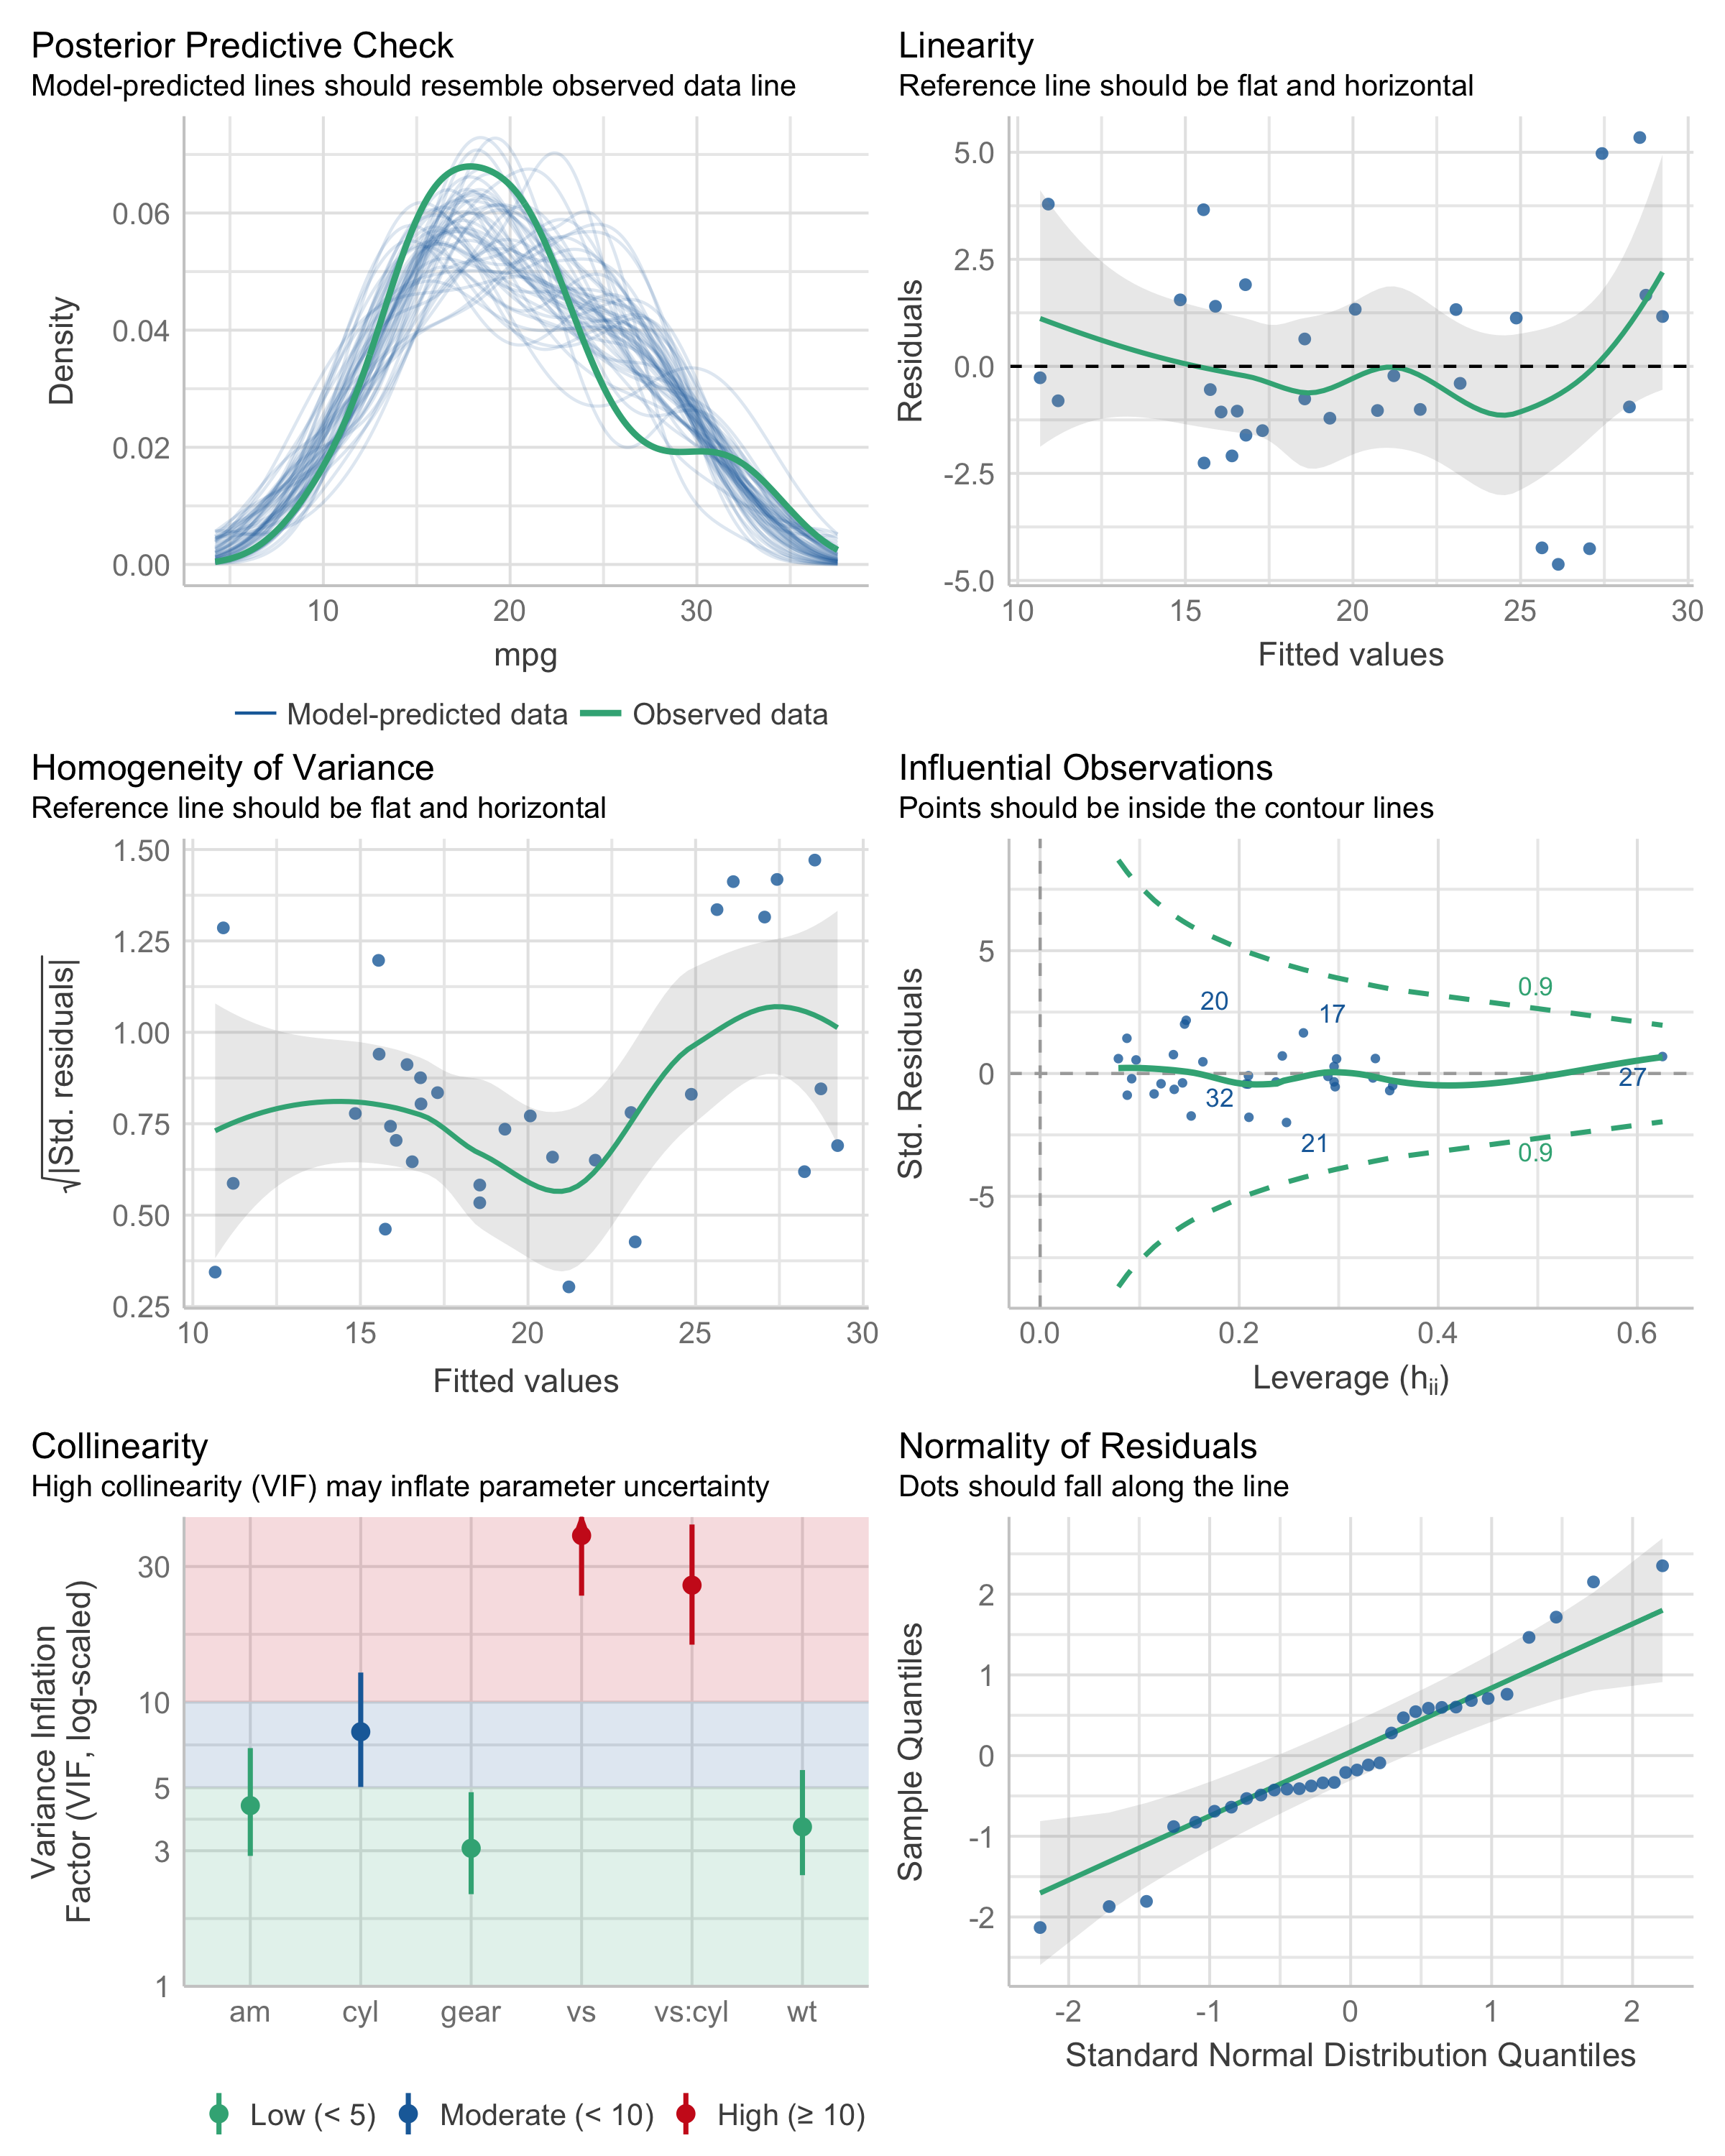 Posterior Predictive Check
Model-predicted lines should resemble observed data line
0.06
0.04
0.02
0.00
Density
10 20 30
mpg
Model-predicted data Observed data
Linearity
Reference line should be flat and horizontal
5.0
2.5
0.0
-2.5
-5.0
Residuals
10 15 20 25 30
Fitted values
Homogeneity of Variance
Reference line should be flat and horizontal
1.50
1.25
1.00
0.75
0.50
0.25
√|Std. residuals|
10 15 20 25 30
Fitted values
Influential Observations
Points should be inside the contour lines
5
0
-5
Std. Residuals
0.9
20
17
27
32
21
0.9
0.0 0.2 0.4 0.6
Leverage (hii)
Collinearity
High collinearity (VIF) may inflate parameter uncertainty
30
10
5
3
1
Variance Inflation
Factor (VIF, log-scaled)
am cyl gear vs vs:cyl wt
Low (< 5) Moderate (< 10) High (≥ 10)
Normality of Residuals
Dots should fall along the line
2
1
0
-1
-2
Sample Quantiles
-2 -1 0 1 2
Standard Normal Distribution Quantiles